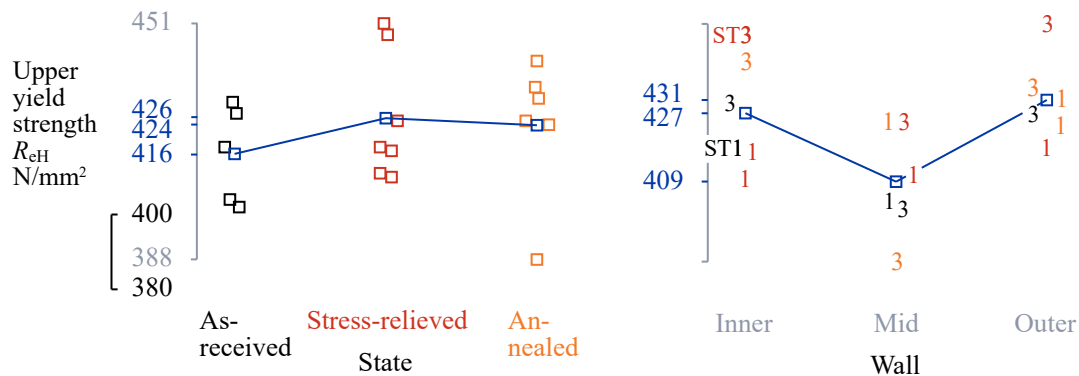 Upper
yield
strength
R_eH
N/mm²
451
426
424
416
400
388
380
As-
received
Stress-relieved
An-
nealed
State
431
427
409
ST3 3
3
3
ST1 1
1
1 3
1
1 3
3
3
3 1
3
1
1
Inner
Mid
Outer
Wall